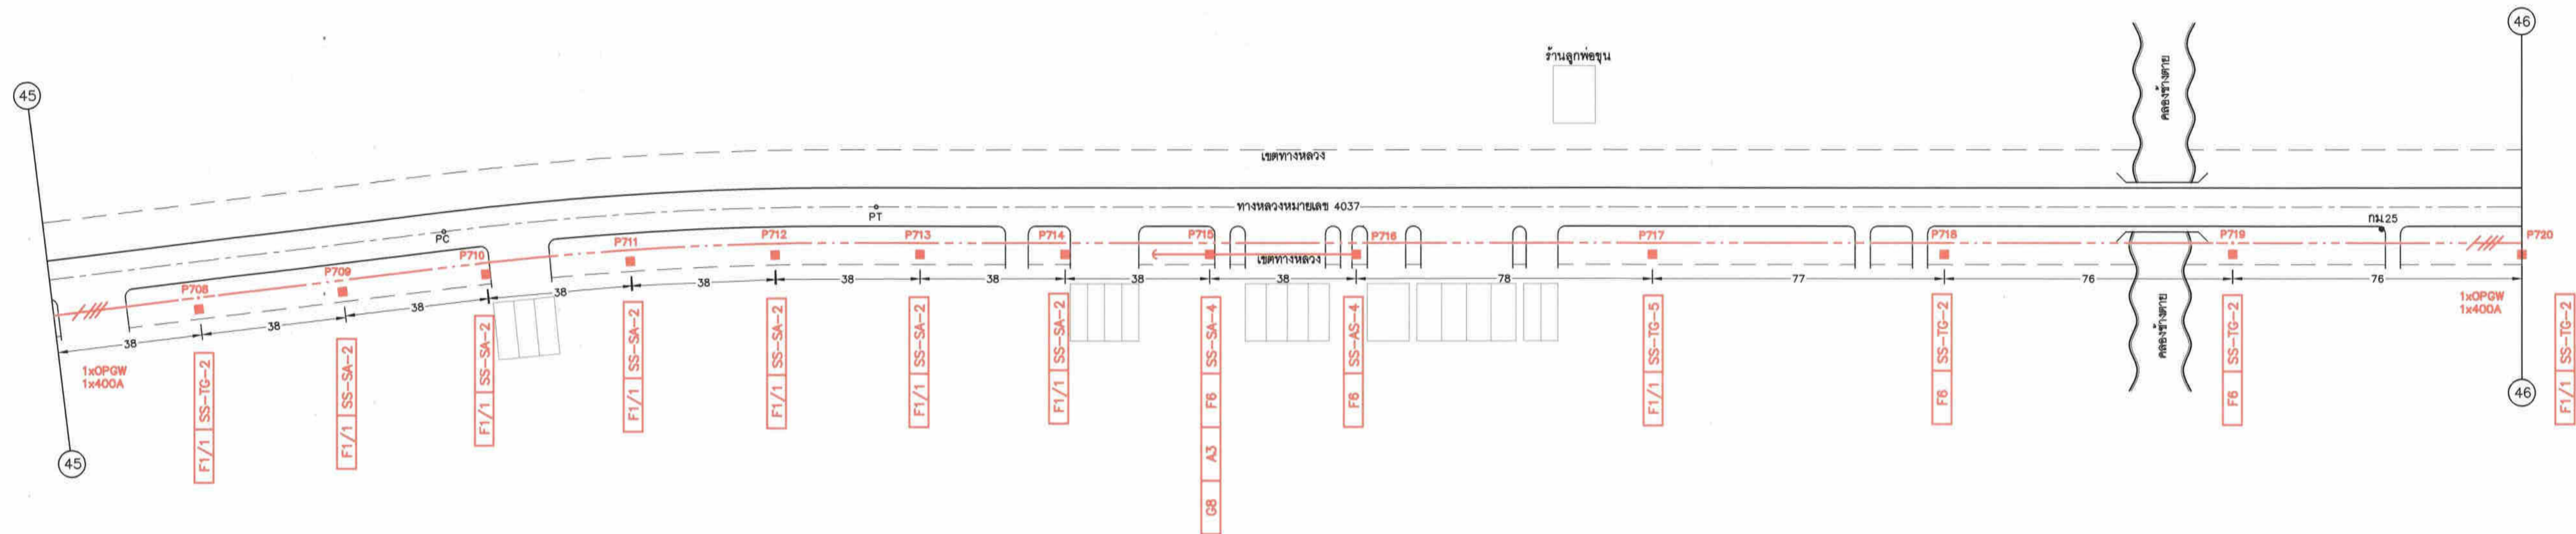 45
45
46
46
ร้านลูกพ่อขุน
คลองช้างตาย
คลองช้างตาย
เขตทางหลวง
ทางหลวงหมายเลข 4037
เขตทางหลวง
PC
PT
กม.25
P708
P709
P710
P711
P712
P713
P714
P715
P716
P717
P718
P719
P720
38
38
38
38
38
38
38
38
38
78
77
76
76
1xOPGW
1x400A
1xOPGW
1x400A
F1/1 SS-TG-2
F1/1 SS-SA-2
F1/1 SS-SA-2
F1/1 SS-SA-2
F1/1 SS-SA-2
F1/1 SS-SA-2
F1/1 SS-SA-2
G8 A3 F6 SS-SA-4
F6 SS-AS-4
F1/1 SS-TG-5
F6 SS-TG-2
F6 SS-TG-2
F1/1 SS-TG-2